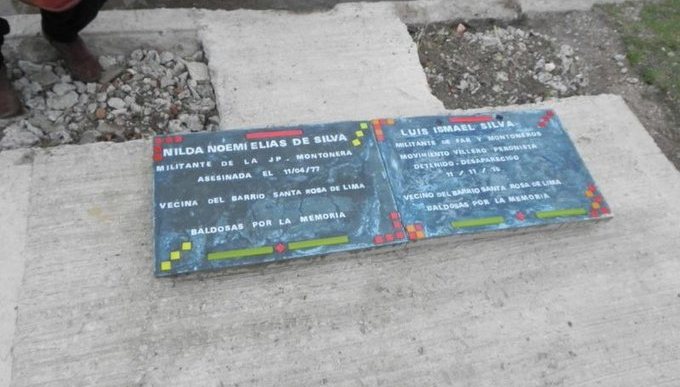 NILDA NOEMI ELIAS DE SILVA
MILITANTE DE LA JP. MONTONERA
ASESINADA EL 11/04/77
VECINA DEL BARRIO SANTA ROSA DE LIMA
BALDOSAS POR LA MEMORIA
LUIS ISMAEL SILVA
MILITANTE DE FAR Y MONTONEROS
MOVIMIENTO VILLERO PERONISTA
DETENIDO. DESAPARECIDO
11 / 11 /
VECINO DEL BARRIO SANTA ROSA DE LIMA
BALDOSAS POR LA MEMORIA